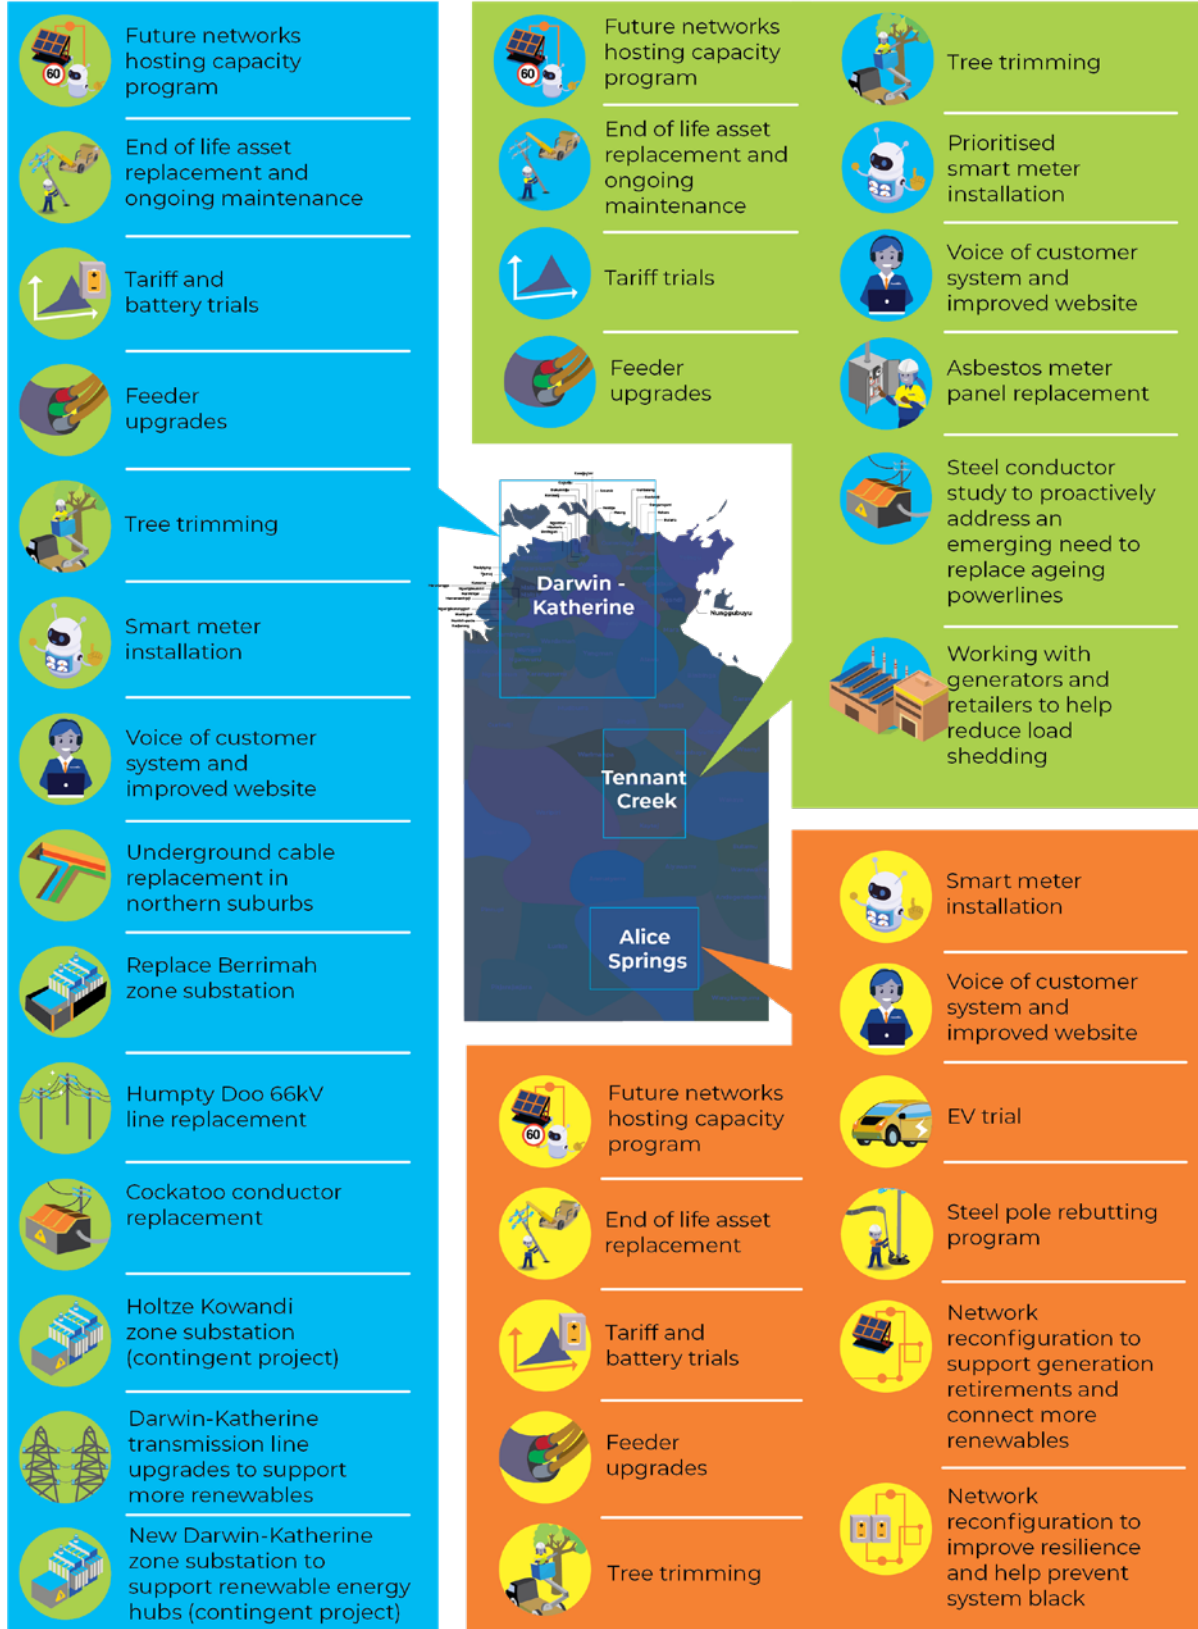 Future networks
hosting capacity
program
60
End of life asset
replacement and
ongoing maintenance
Tariff and
battery trials
Feeder
upgrades
Tree trimming
Smart meter
installation
Voice of customer
system and
improved website
Underground cable
replacement in
northern suburbs
Replace Berrimah
zone substation
Humpty Doo 66kV
line replacement
Cockatoo conductor
replacement
Holtze Kowandi
zone substation
(contingent project)
Darwin-Katherine
transmission line
upgrades to support
more renewables
New Darwin-Katherine
zone substation to
support renewable energy
hubs (contingent project)
Future networks
hosting capacity
program
60
End of life asset
replacement and
ongoing
maintenance
Tariff trials
Feeder
upgrades
Tree trimming
Prioritised
smart meter
installation
Voice of customer
system and
improved website
Asbestos meter
panel replacement
Steel conductor
study to proactively
address an
emerging need to
replace ageing
powerlines
Working with
generators and
retailers to help
reduce load
shedding
Darwin -
Katherine
Nunggubuyu
Tennant
Creek
Alice
Springs
Future networks
hosting capacity
program
60
End of life asset
replacement
Tariff and
battery trials
Feeder
upgrades
Tree trimming
Smart meter
installation
Voice of customer
system and
improved website
EV trial
Steel pole rebutting
program
Network
reconfiguration to
support generation
retirements and
connect more
renewables
Network
reconfiguration to
improve resilience
and help prevent
system black